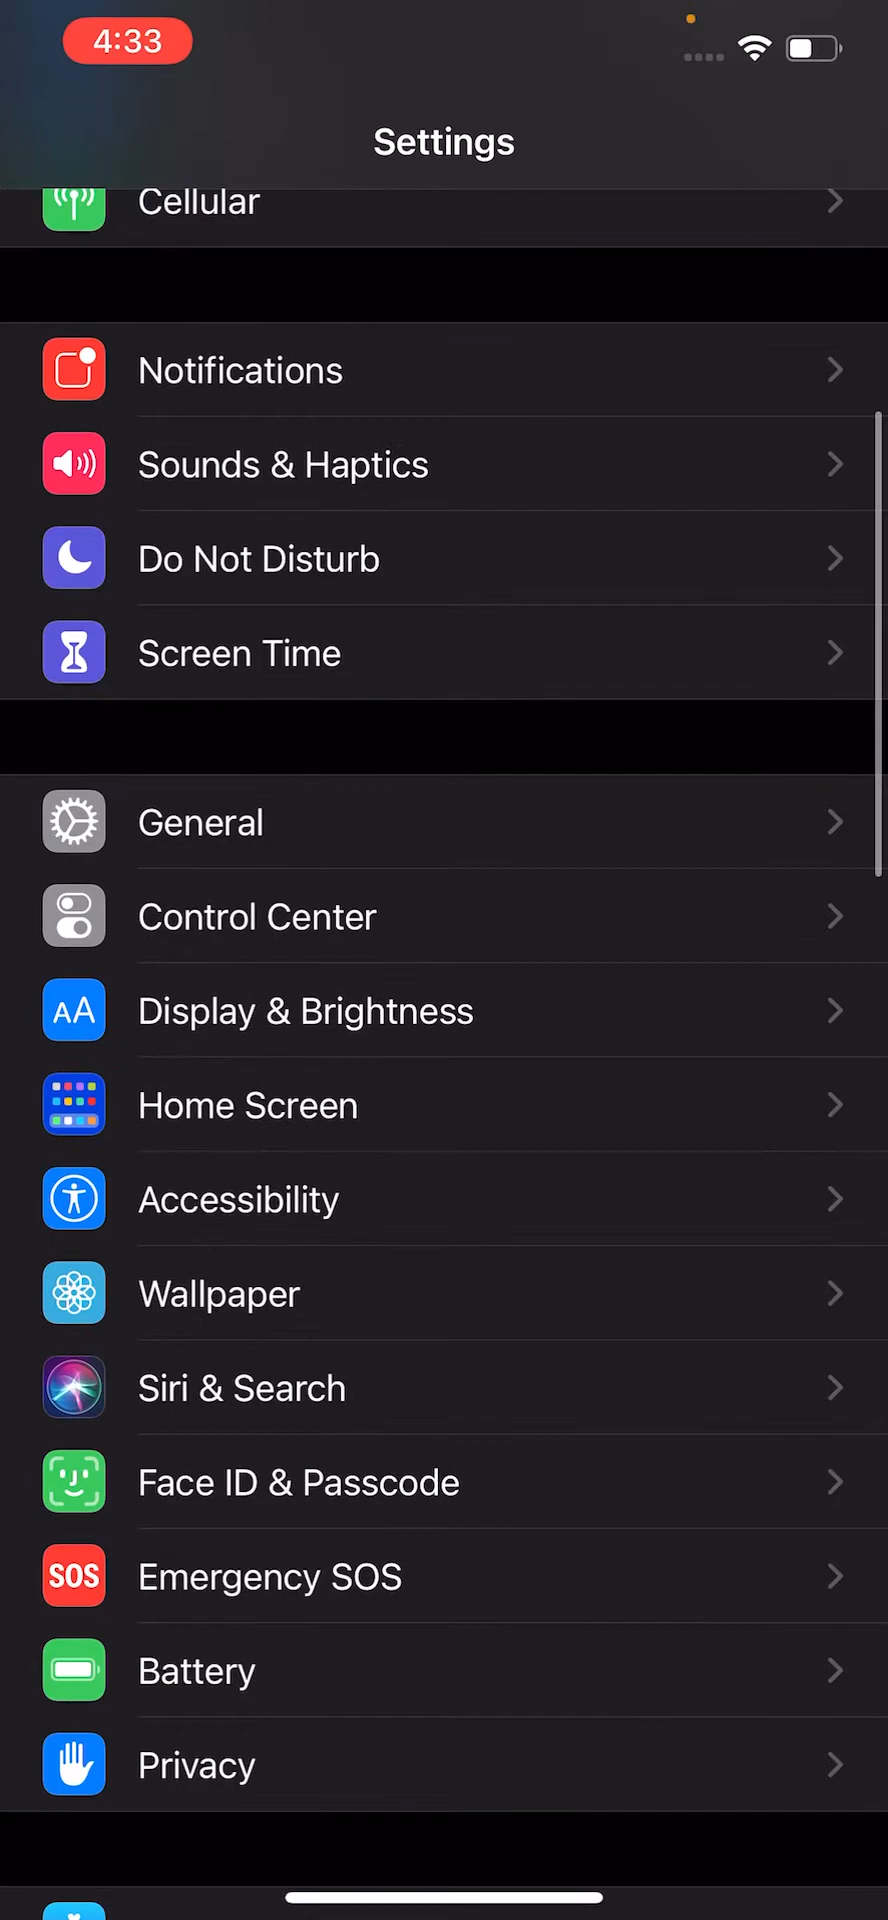 4:33
Settings
Cellular
Notifications
Sounds & Haptics
Do Not Disturb
Screen Time
General
Control Center
AA Display & Brightness
Home Screen
Accessibility
Wallpaper
Siri & Search
Face ID & Passcode
SOS Emergency SOS
Battery
Privacy